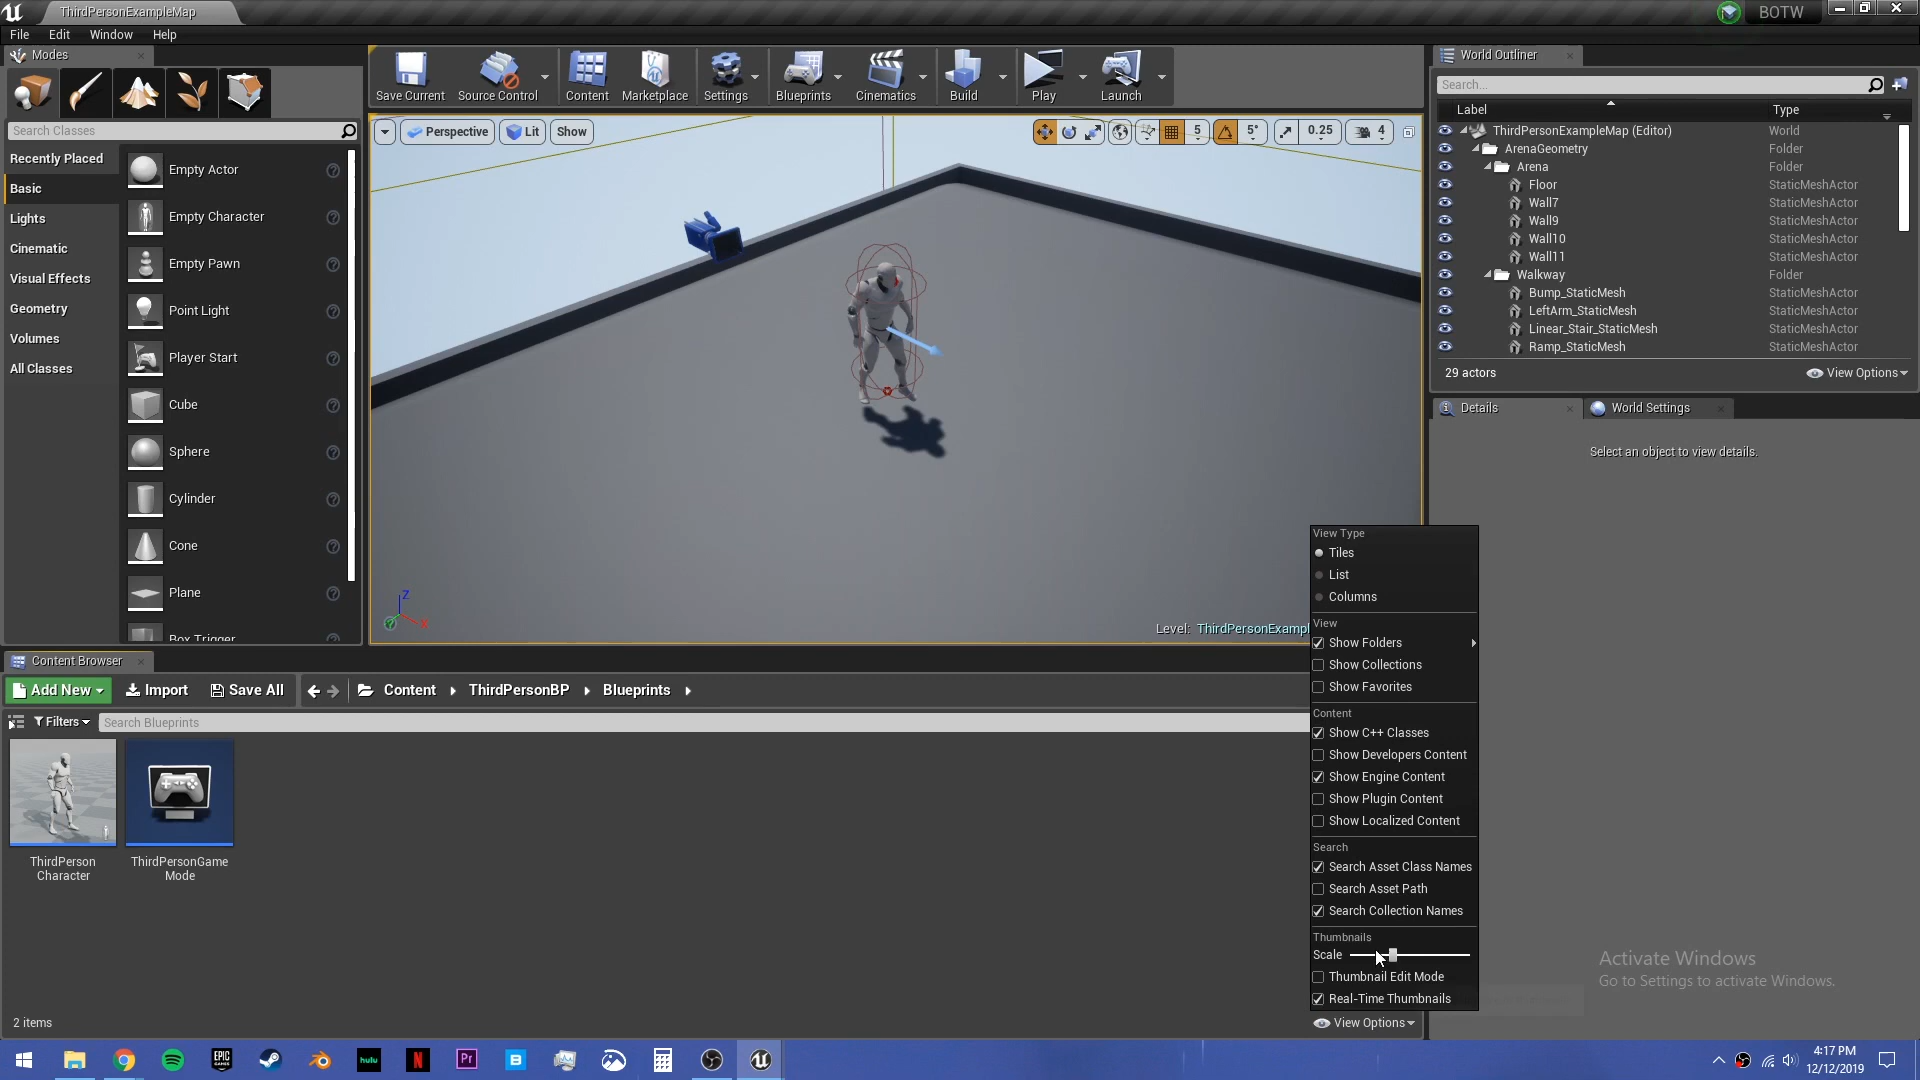 ThirdPersonExampleMap
BOTW
File Edit Window Help
Modes
Search Classes
Recently Placed
Basic
Lights
Cinematic
Visual Effects
Geometry
Volumes
All Classes
Empty Actor
Empty Character
Empty Pawn
Point Light
Player Start
Cube
Sphere
Cylinder
Cone
Plane
Box Trigger
Save Current
Source Control
Content
Marketplace
Settings
Blueprints
Cinematics
Build
Play
Launch
Perspective
Lit
Show
5
5°
0.25
4
Z
X
Level: ThirdPersonExampl
World Outliner
Search...
Label Type
ThirdPersonExampleMap (Editor) World
ArenaGeometry Folder
Arena Folder
Floor StaticMeshActor
Wall7 StaticMeshActor
Wall9 StaticMeshActor
Wall10 StaticMeshActor
Wall11 StaticMeshActor
Walkway Folder
Bump_StaticMesh StaticMeshActor
LeftArm_StaticMesh StaticMeshActor
Linear_Stair_StaticMesh StaticMeshActor
Ramp_StaticMesh StaticMeshActor
29 actors
View Options
Details
World Settings
Select an object to view details.
View Type
Tiles
List
Columns
View
Show Folders
Show Collections
Show Favorites
Content
Show C++ Classes
Show Developers Content
Show Engine Content
Show Plugin Content
Show Localized Content
Search
Search Asset Class Names
Search Asset Path
Search Collection Names
Thumbnails
Scale
Thumbnail Edit Mode
Real-Time Thumbnails
View Options
Content Browser
Add New
Import
Save All
Content
ThirdPersonBP
Blueprints
Filters
Search Blueprints
ThirdPerson
Character
ThirdPersonGame
Mode
2 items
Activate Windows
Go to Settings to activate Windows.
EPIC
GAMES
hulu
N
Pr
B
4:17 PM
12/12/2019